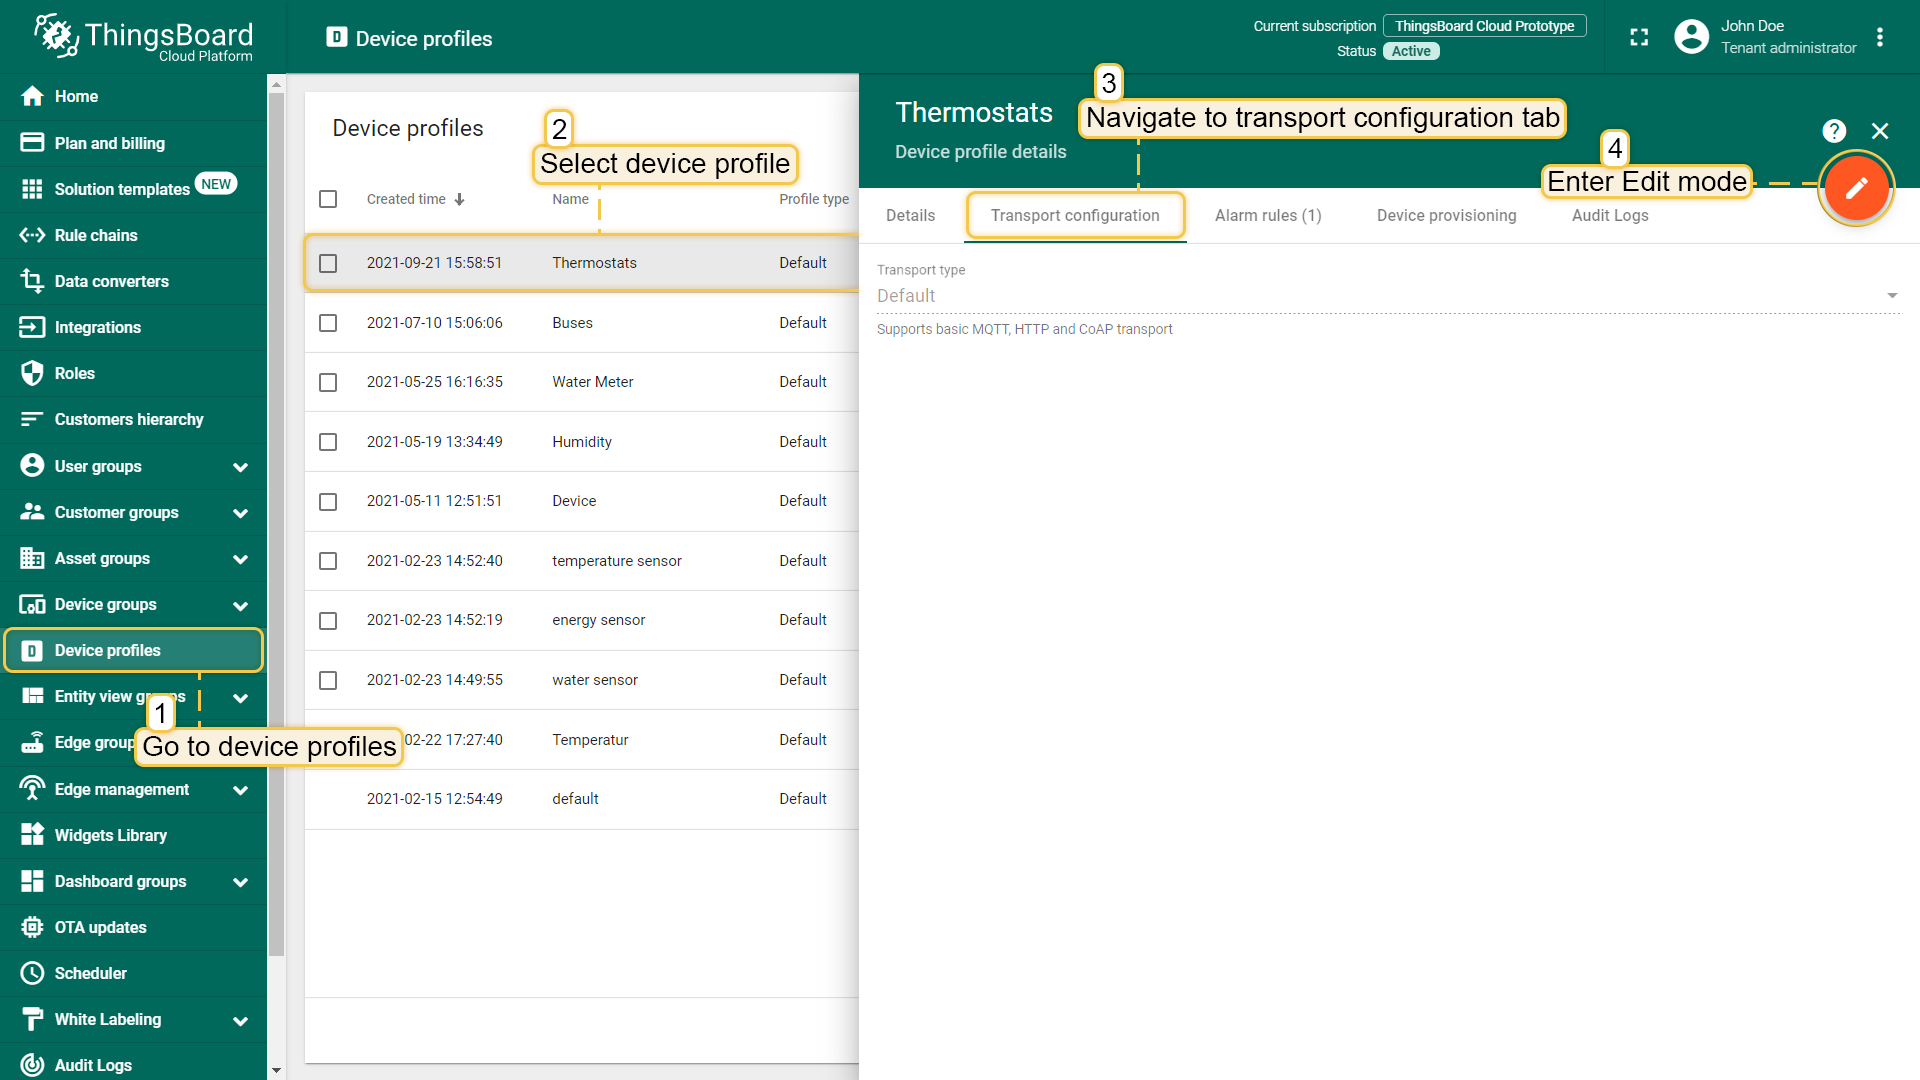 ThingsBoard
Cloud Platform
Device profiles
Current subscription ThingsBoard Cloud Prototype
Status Active
John Doe
Tenant administrator
Home
Plan and billing
Solution templates NEW
Rule chains
Data converters
Integrations
Roles
Customers hierarchy
User groups
Customer groups
Asset groups
Device groups
Device profiles
Entity view groups
1
Go to device profiles
Edge group
Edge management
Widgets Library
Dashboard groups
OTA updates
Scheduler
White Labeling
Audit Logs
Device profiles
2
Select device profile
Created time Name Profile type
2021-09-21 15:58:51 Thermostats Default
2021-07-10 15:06:06 Buses Default
2021-05-25 16:16:35 Water Meter Default
2021-05-19 13:34:49 Humidity Default
2021-05-11 12:51:51 Device Default
2021-02-23 14:52:40 temperature sensor Default
2021-02-23 14:52:19 energy sensor Default
2021-02-23 14:49:55 water sensor Default
02-22 17:27:40 Temperatur Default
2021-02-15 12:54:49 default Default
Thermostats
Device profile details
3
Navigate to transport configuration tab
4
Enter Edit mode
Details Transport configuration Alarm rules (1) Device provisioning Audit Logs
Transport type
Default
Supports basic MQTT, HTTP and CoAP transport